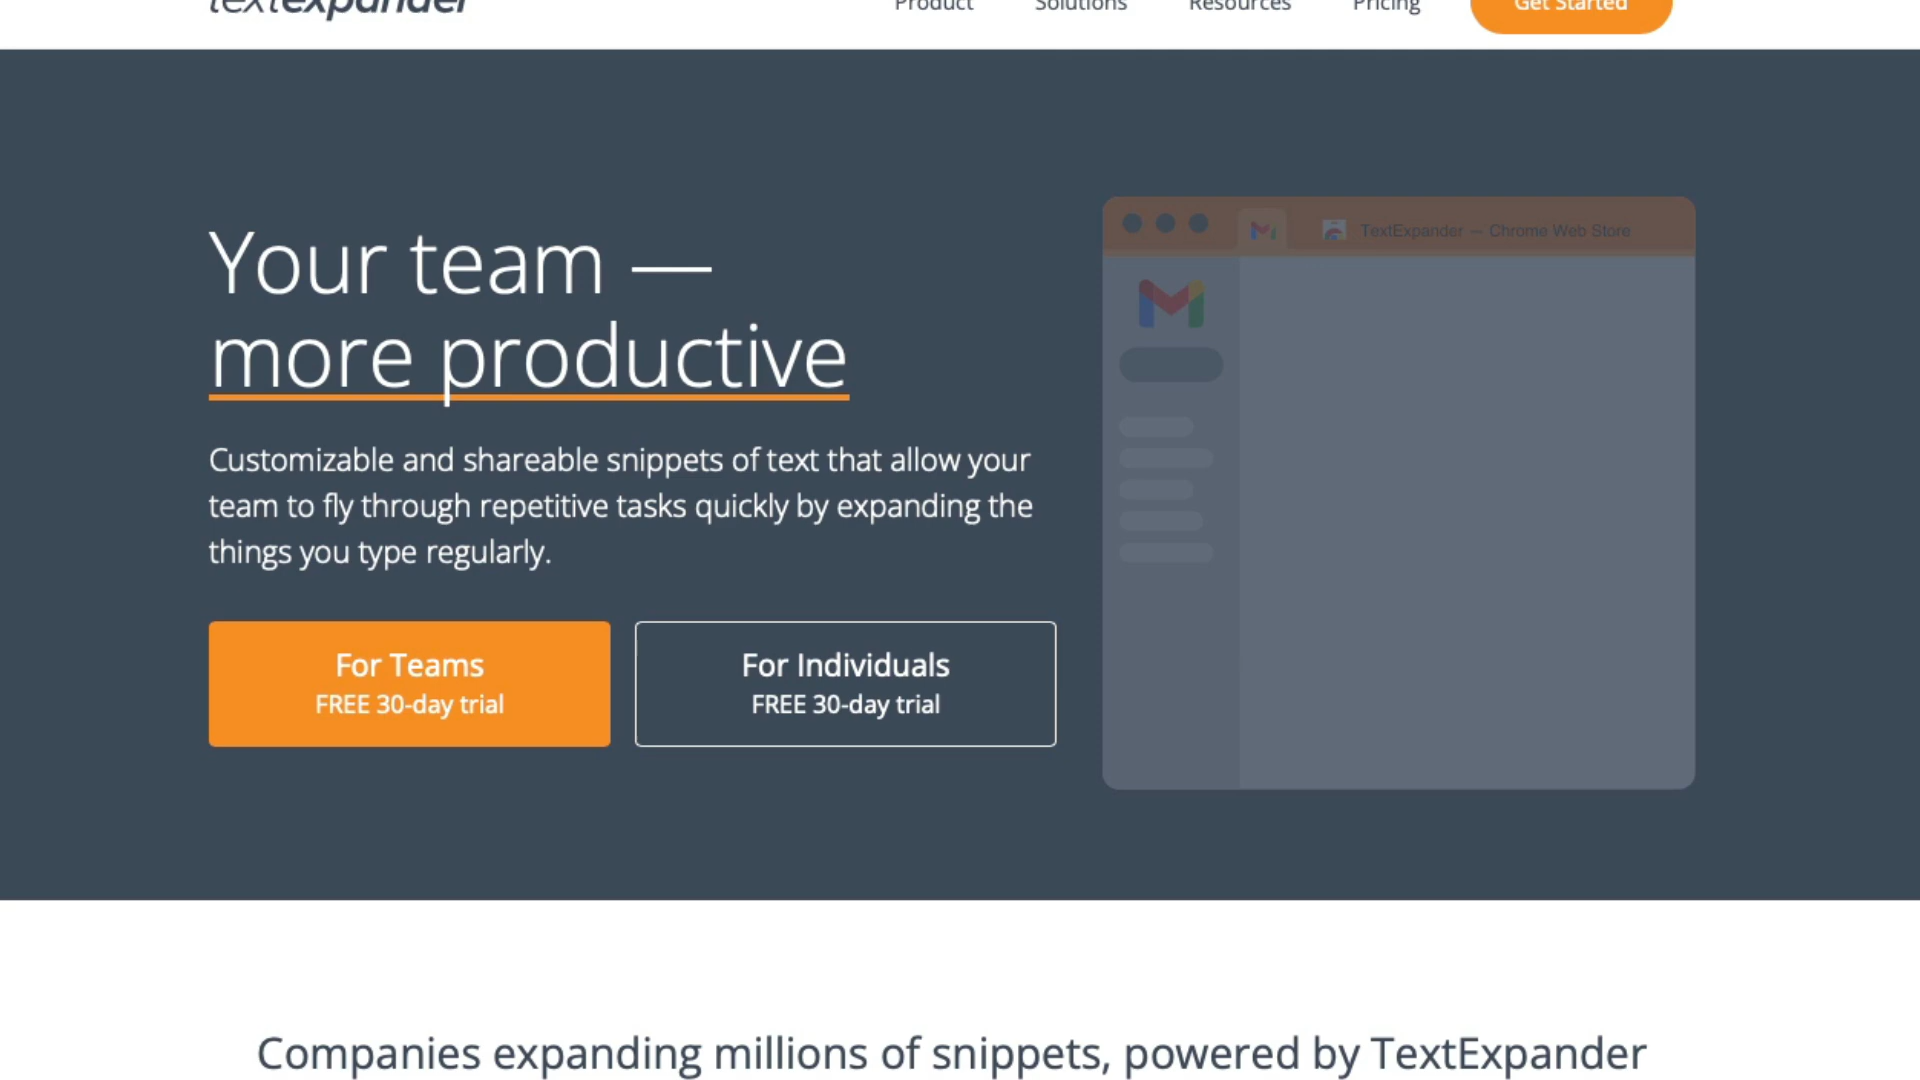 textexpander
Product Solutions Resources Pricing Get Started
Your team —
more productive
Customizable and shareable snippets of text that allow your
team to fly through repetitive tasks quickly by expanding the
things you type regularly.
For Teams
FREE 30-day trial
For Individuals
FREE 30-day trial
TextExpander — Chrome Web Store
Companies expanding millions of snippets, powered by TextExpander